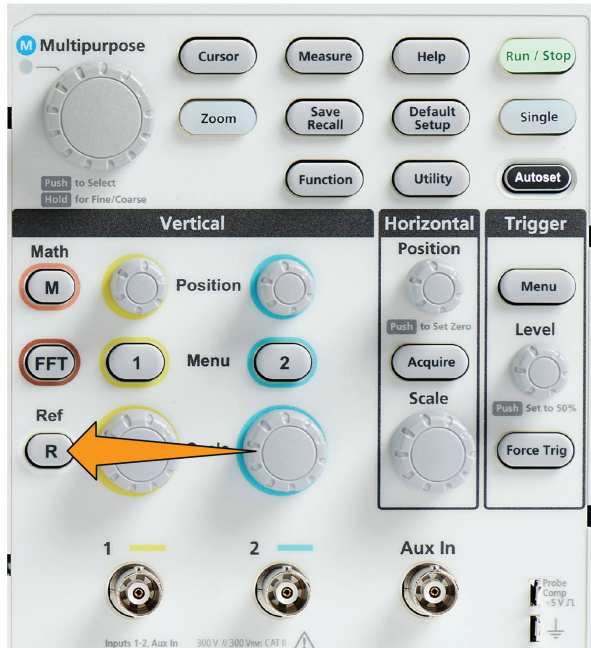 M Multipurpose
Cursor
Measure
Help
Run / Stop
Zoom
Save
Recall
Default
Setup
Single
Push to Select
Hold for Fine/Coarse
Function
Utility
Autoset
Vertical
Horizontal
Trigger
Math
M
Position
Position
Push to Set Zero
Menu
FFT
1
Menu
2
Acquire
Level
Push Set to 50%
Ref
R
Scale
Force Trig
1
2
Aux In
Probe
Comp
~5 V ⎍
Inputs 1-2, Aux In
300 V // 300 VRMS CAT II